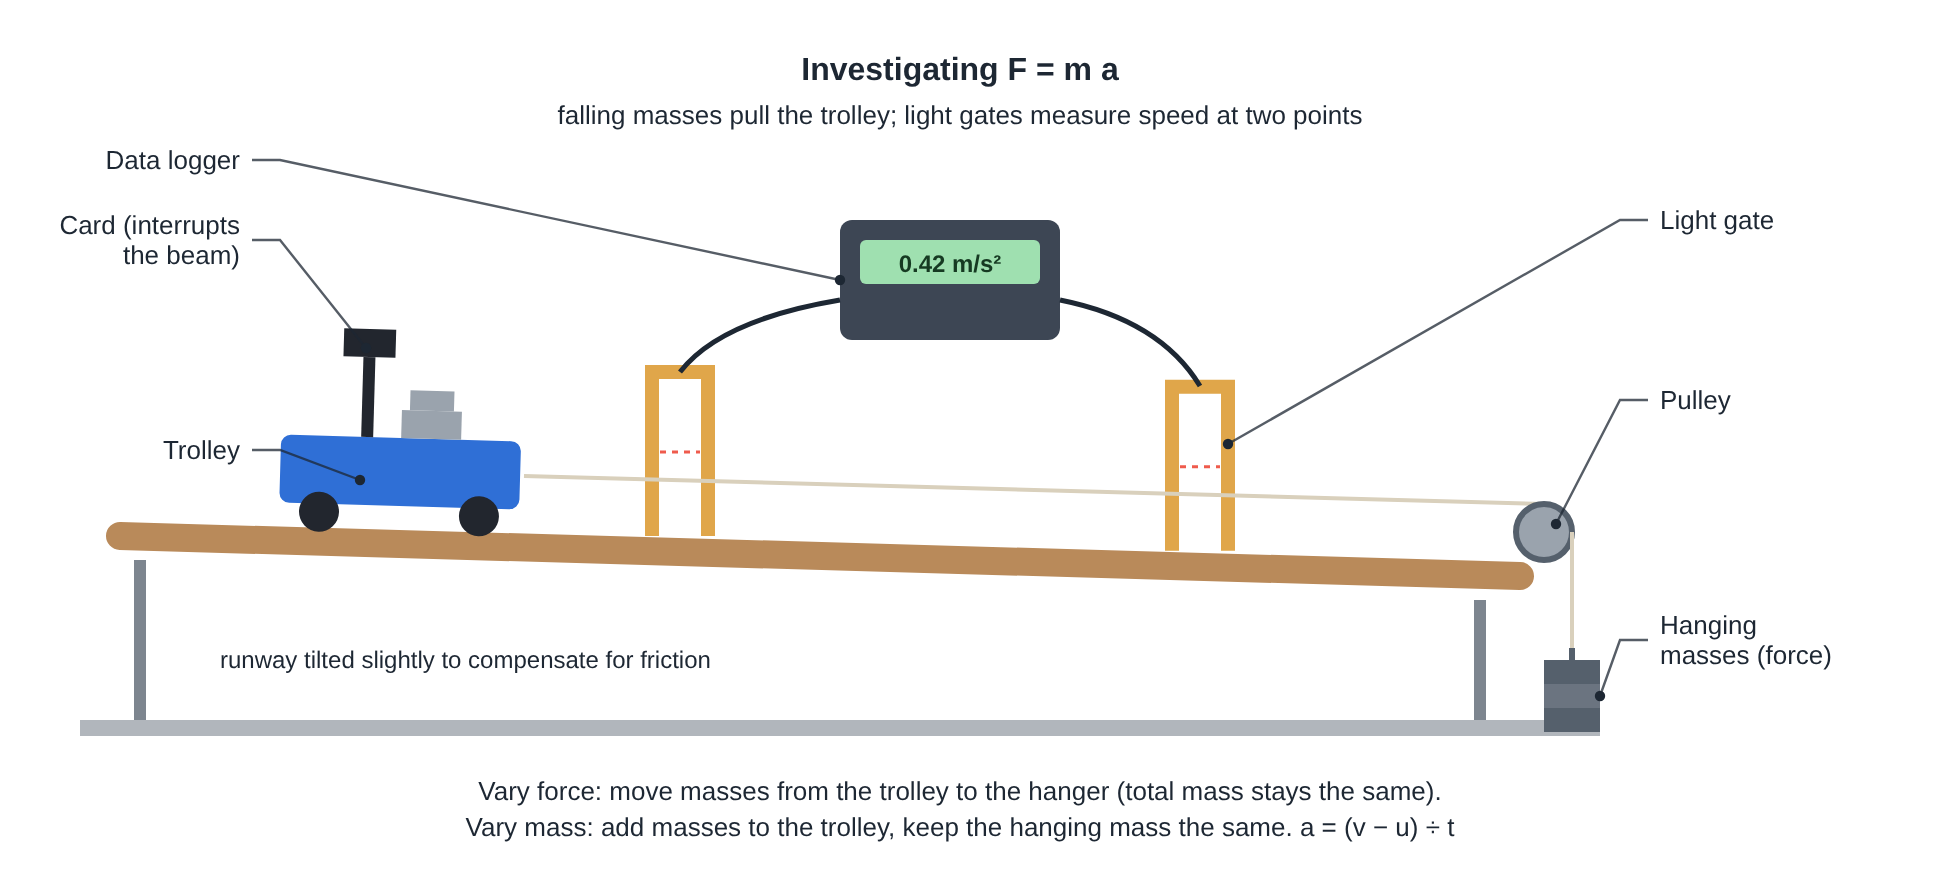 Investigating F = m a
falling masses pull the trolley; light gates measure speed at two points
Data logger
Card (interrupts
the beam)
Light gate
0.42 m/s²
Pulley
Trolley
Hanging
masses (force)
runway tilted slightly to compensate for friction
Vary force: move masses from the trolley to the hanger (total mass stays the same).
Vary mass: add masses to the trolley, keep the hanging mass the same. a = (v − u) ÷ t